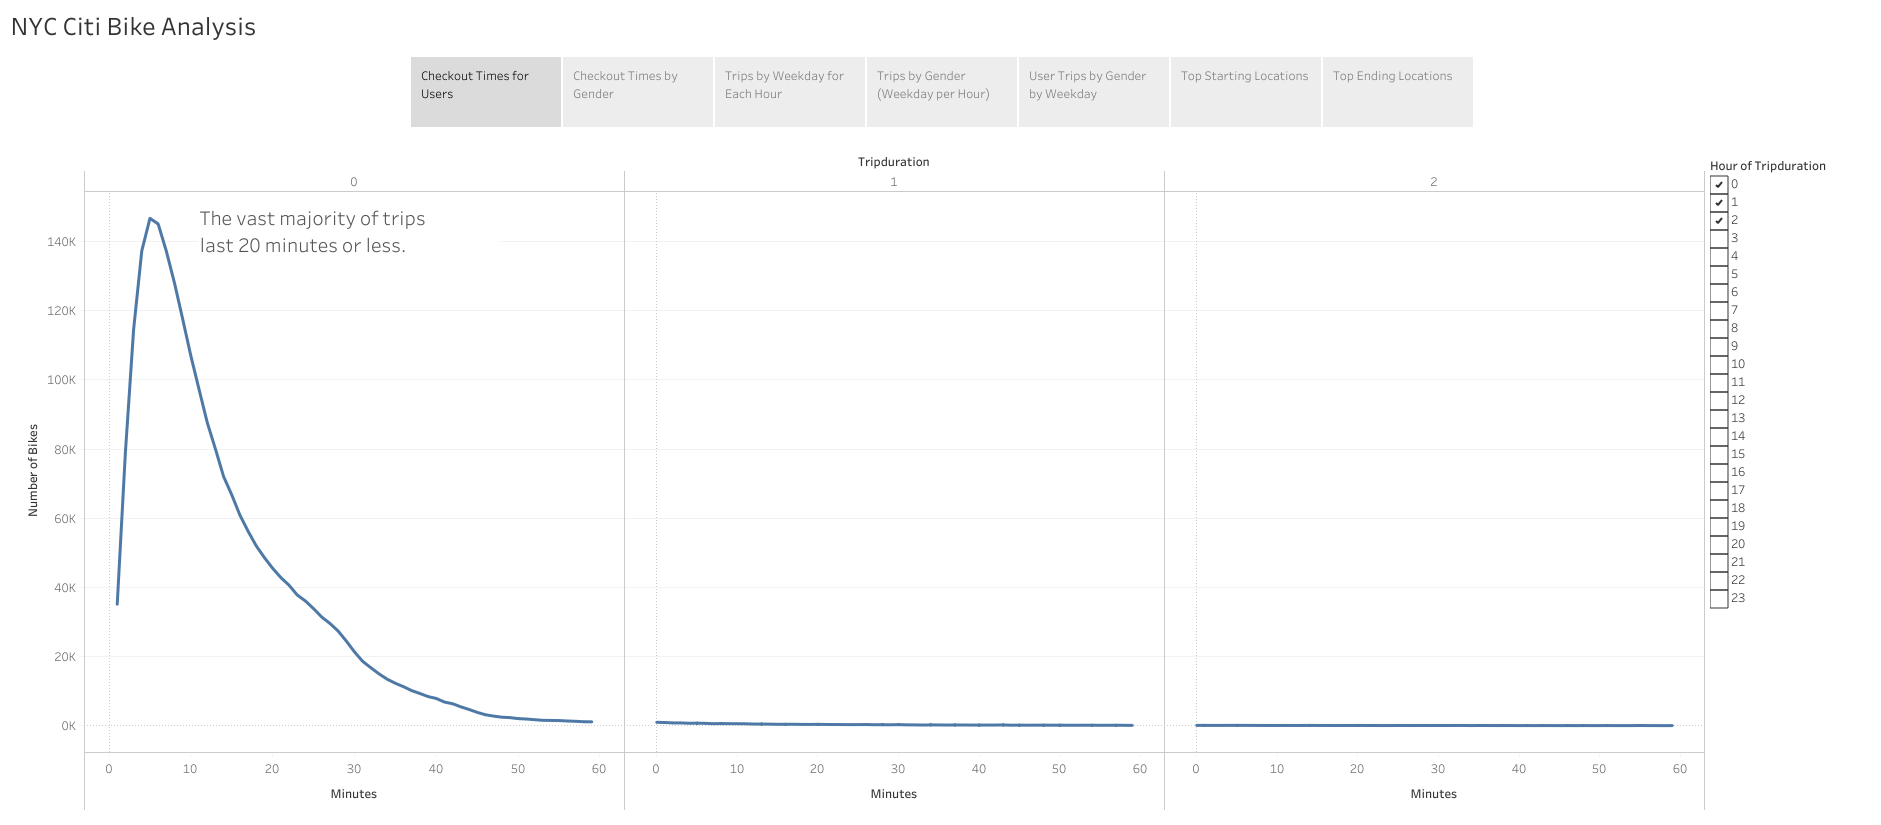 NYC Citi Bike Analysis
Checkout Times for
Users
Checkout Times by
Gender
Trips by Weekday for
Each Hour
Trips by Gender
(Weekday per Hour)
User Trips by Gender
by Weekday
Top Starting Locations
Top Ending Locations
Tripduration
0
1
2
The vast majority of trips
last 20 minutes or less.
Number of Bikes
140K
120K
100K
80K
60K
40K
20K
0K
0 10 20 30 40 50 60
Minutes
0 10 20 30 40 50 60
Minutes
0 10 20 30 40 50 60
Minutes
Hour of Tripduration
0
1
2
3
4
5
6
7
8
9
10
11
12
13
14
15
16
17
18
19
20
21
22
23